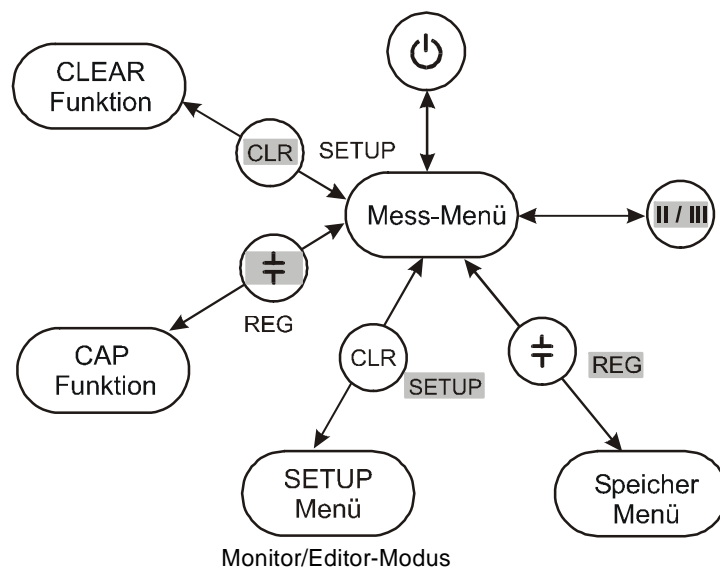 CLEAR
Funktion
CLR
SETUP
Mess-Menü
II / III
REG
CAP
Funktion
CLR
SETUP
REG
SETUP
Menü
Speicher
Menü
Monitor/Editor-Modus